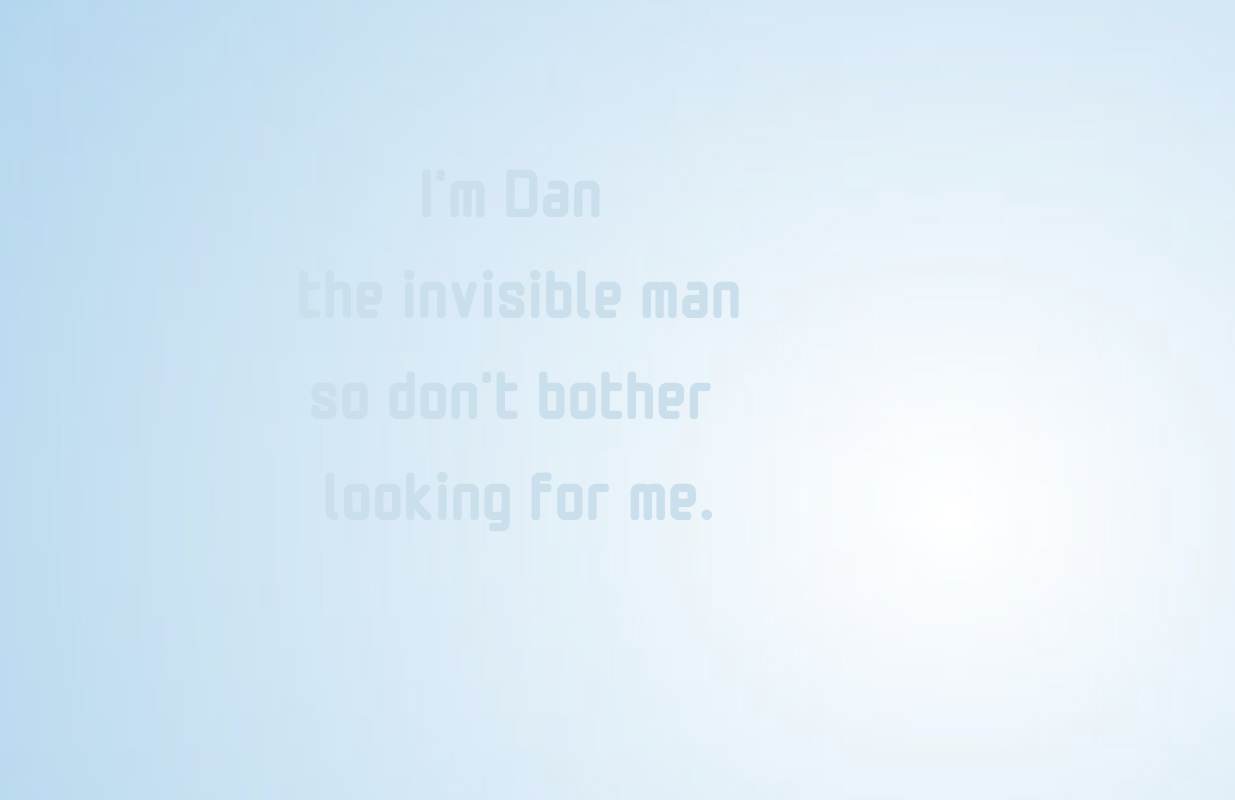 I'm Dan
the invisible man
so don't bother
looking for me.